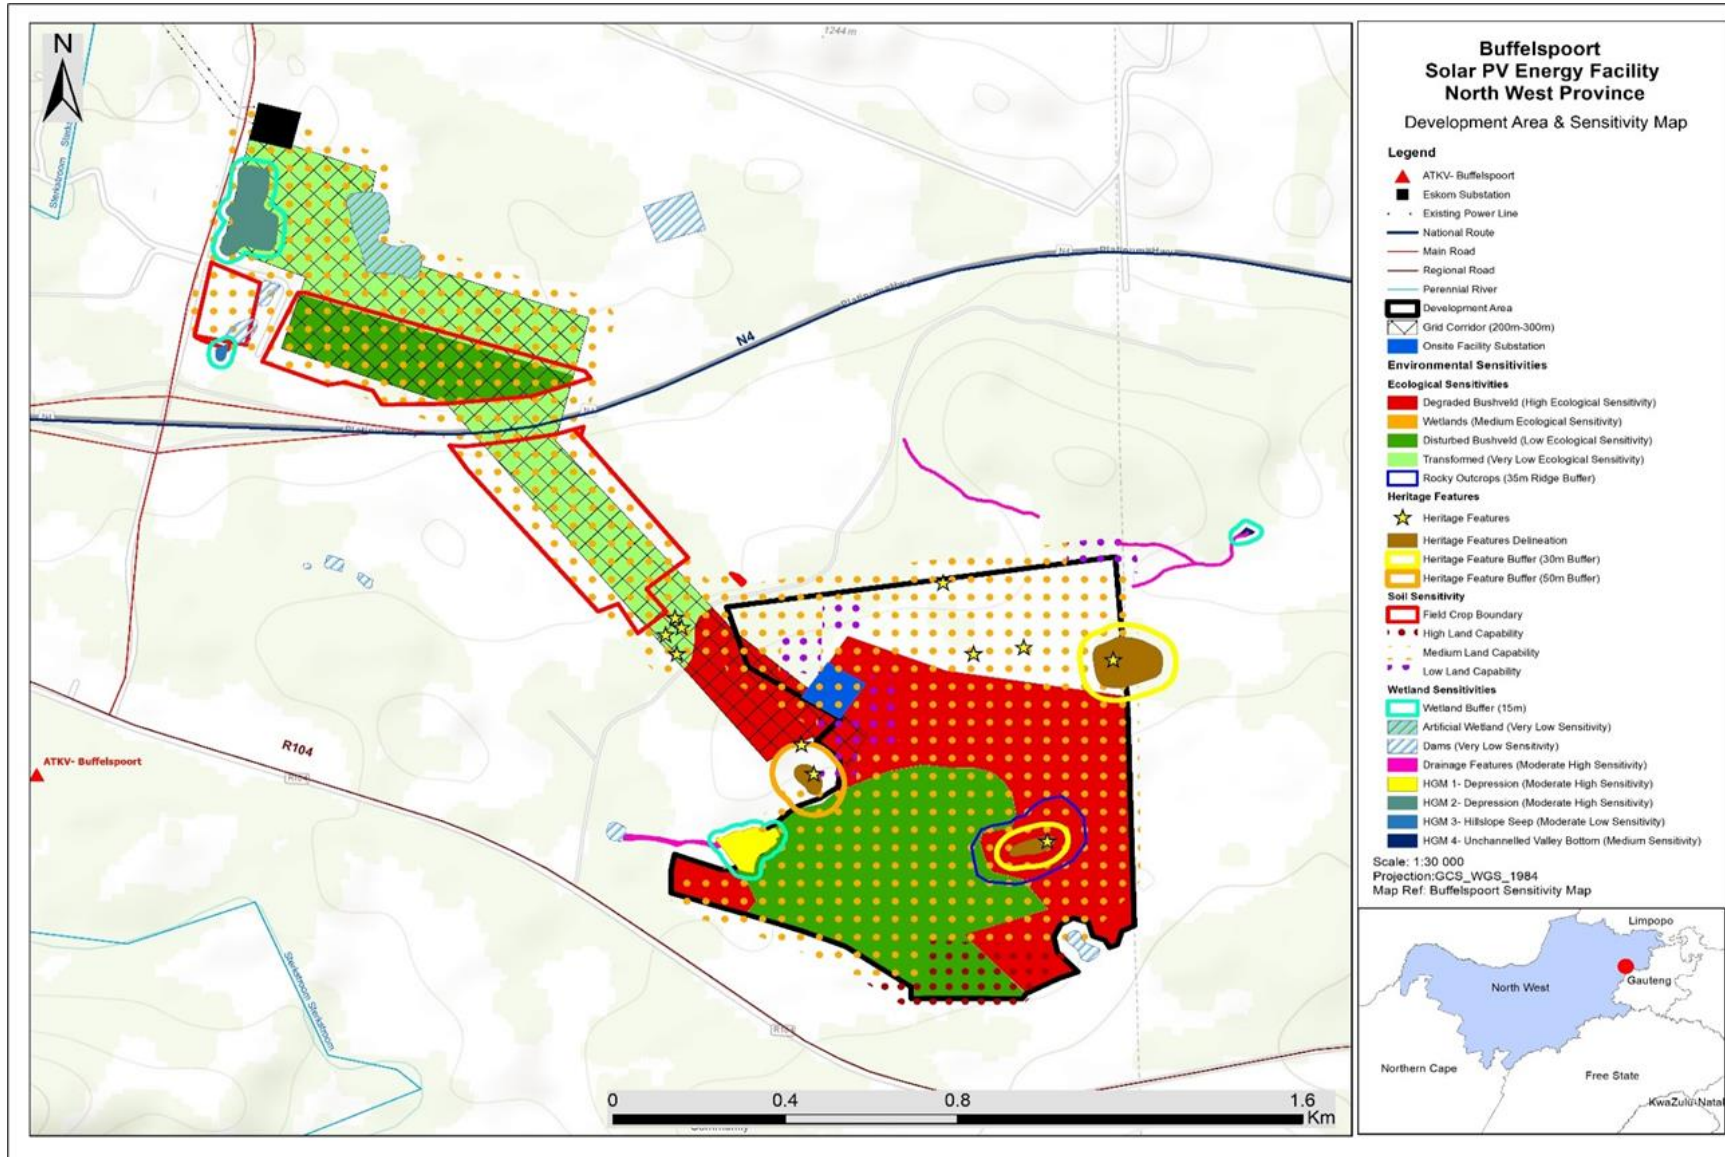 1244 m
N
Sterkstroom
N4
Platinum Hwy
N4
N4
R104
ATKV- Buffelspoort
Sterkstroom Sterkstroom
0
0.4
0.8
1.6
Km
Buffelspoort
Solar PV Energy Facility
North West Province
Development Area & Sensitivity Map
Legend
ATKV- Buffelspoort
Eskom Substation
Existing Power Line
National Route
Main Road
Regional Road
Perennial River
Development Area
Grid Corridor (200m-300m)
Onsite Facility Substation
Environmental Sensitivities
Ecological Sensitivities
Degraded Bushveld (High Ecological Sensitivity)
Wetlands (Medium Ecological Sensitivity)
Disturbed Bushveld (Low Ecological Sensitivity)
Transformed (Very Low Ecological Sensitivity)
Rocky Outcrops (35m Ridge Buffer)
Heritage Features
Heritage Features
Heritage Features Delineation
Heritage Feature Buffer (30m Buffer)
Heritage Feature Buffer (50m Buffer)
Soil Sensitivity
Field Crop Boundary
High Land Capability
Medium Land Capability
Low Land Capability
Wetland Sensitivities
Wetland Buffer (15m)
Artificial Wetland (Very Low Sensitivity)
Dams (Very Low Sensitivity)
Drainage Features (Moderate High Sensitivity)
HGM 1- Depression (Moderate High Sensitivity)
HGM 2- Depression (Moderate High Sensitivity)
HGM 3- Hillslope Seep (Moderate Low Sensitivity)
HGM 4- Unchannelled Valley Bottom (Medium Sensitivity)
Scale: 1:30 000
Projection:GCS_WGS_1984
Map Ref: Buffelspoort Sensitivity Map
Limpopo
North West
Gauteng
Northern Cape
Free State
KwaZulu-Natal